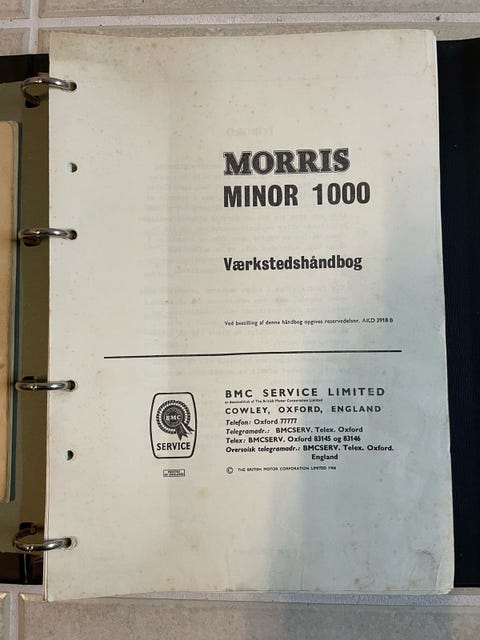 MORRIS
MINOR 1000
Værkstedshåndbog
Ved bestilling af denne håndbog opgives reservedelsnr. AKD 3918 B
BMC SERVICE LIMITED
COWLEY, OXFORD, ENGLAND
Telefon: Oxford 77777
Telegramadr.: BMCSERV. Telex. Oxford
Telex: BMCSERV. Oxford 83145 og 83146
Oversoisk telegramadr.: BMCSERV. Telex. Oxford.
England
BMC
SERVICE
© THE BRITISH MOTOR CORPORATION LIMITED